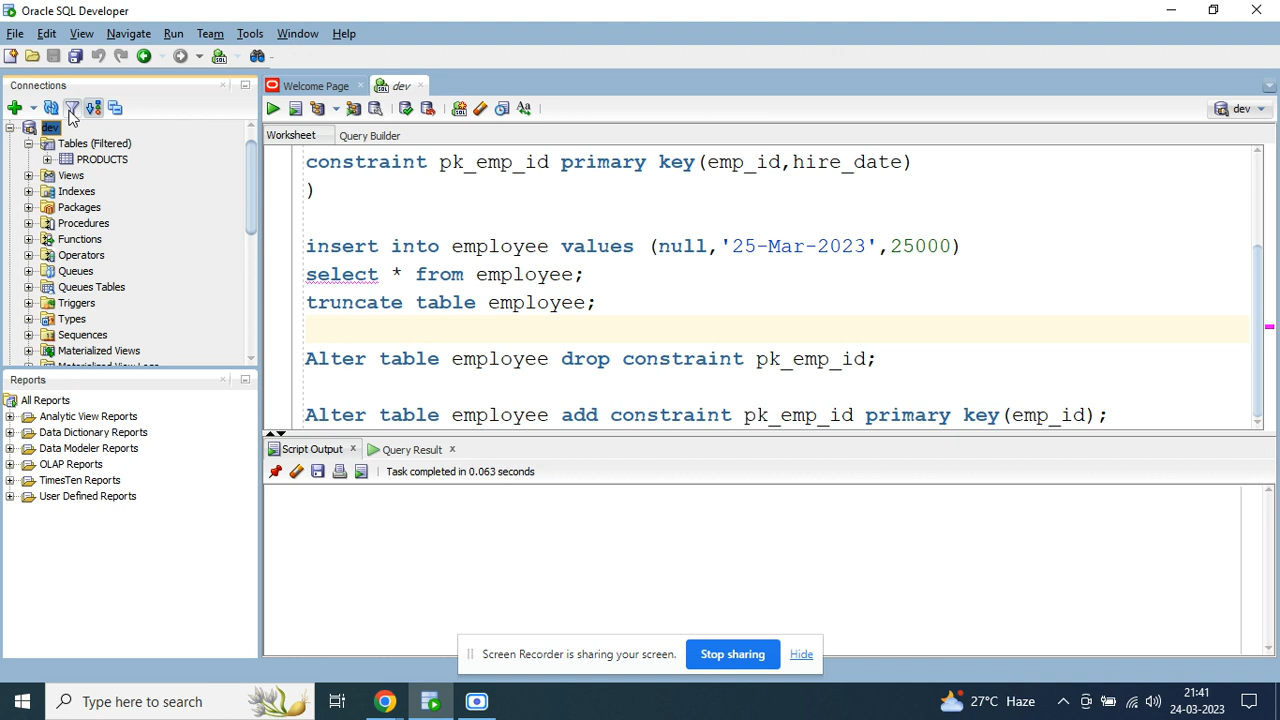 Oracle SQL Developer
File Edit View Navigate Run Team Tools Window Help
Connections
Welcome Page
dev
dev
Worksheet Query Builder
dev
Tables (Filtered)
PRODUCTS
Views
Indexes
Packages
Procedures
Functions
Operators
Queues
Queues Tables
Triggers
Types
Sequences
Materialized Views
Materialized View Logs
constraint pk_emp_id primary key(emp_id,hire_date)
)
insert into employee values (null,'25-Mar-2023',25000)
select * from employee;
truncate table employee;
Alter table employee drop constraint pk_emp_id;
Alter table employee add constraint pk_emp_id primary key(emp_id);
Reports
All Reports
Analytic View Reports
Data Dictionary Reports
Data Modeler Reports
OLAP Reports
TimesTen Reports
User Defined Reports
Script Output Query Result
Task completed in 0.063 seconds
Screen Recorder is sharing your screen. Stop sharing Hide
Type here to search
27°C Haze
21:41
24-03-2023